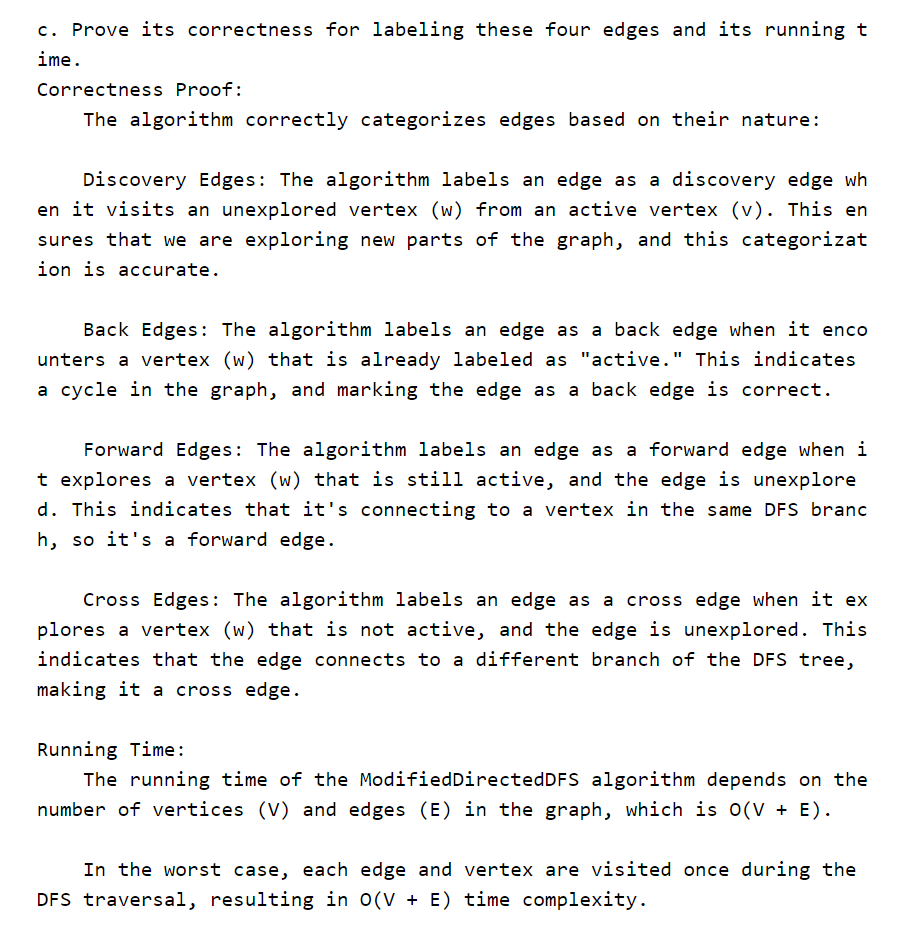 c. Prove its correctness for labeling these four edges and its running t
ime.
Correctness Proof:
The algorithm correctly categorizes edges based on their nature:
Discovery Edges: The algorithm labels an edge as a discovery edge wh
en it visits an unexplored vertex (w) from an active vertex (v). This en
sures that we are exploring new parts of the graph, and this categorizat
ion is accurate.
Back Edges: The algorithm labels an edge as a back edge when it enco
unters a vertex (w) that is already labeled as "active." This indicates
a cycle in the graph, and marking the edge as a back edge is correct.
Forward Edges: The algorithm labels an edge as a forward edge when i
t explores a vertex (w) that is still active, and the edge is unexplore
d. This indicates that it's connecting to a vertex in the same DFS branc
h, so it's a forward edge.
Cross Edges: The algorithm labels an edge as a cross edge when it ex
plores a vertex (w) that is not active, and the edge is unexplored. This
indicates that the edge connects to a different branch of the DFS tree,
making it a cross edge.
Running Time:
The running time of the ModifiedDirectedDFS algorithm depends on the
number of vertices (V) and edges (E) in the graph, which is O(V + E).
In the worst case, each edge and vertex are visited once during the
DFS traversal, resulting in O(V + E) time complexity.